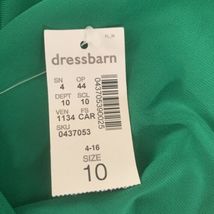 dressbarn
SN OP
4 44
DEPT SCL
10 10
VEN FS
1134 CAR
SKU
0437053
043705390025
4-16
SIZE
10